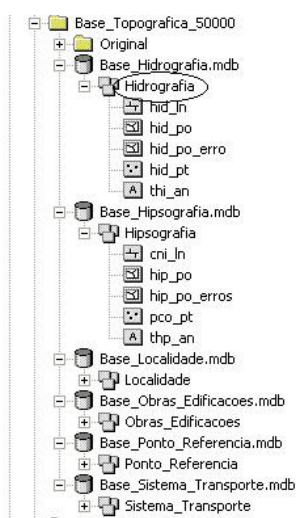 Base_Topografica_50000
Original
Base_Hidrografia.mdb
Hidrografia
hid_ln
hid_po
hid_po_erro
hid_pt
thi_an
Base_Hipsografia.mdb
Hipsografia
cni_ln
hip_po
hip_po_erros
pco_pt
thp_an
Base_Localidade.mdb
Localidade
Base_Obras_Edificacoes.mdb
Obras_Edificacoes
Base_Ponto_Referencia.mdb
Ponto_Referencia
Base_Sistema_Transporte.mdb
Sistema_Transporte